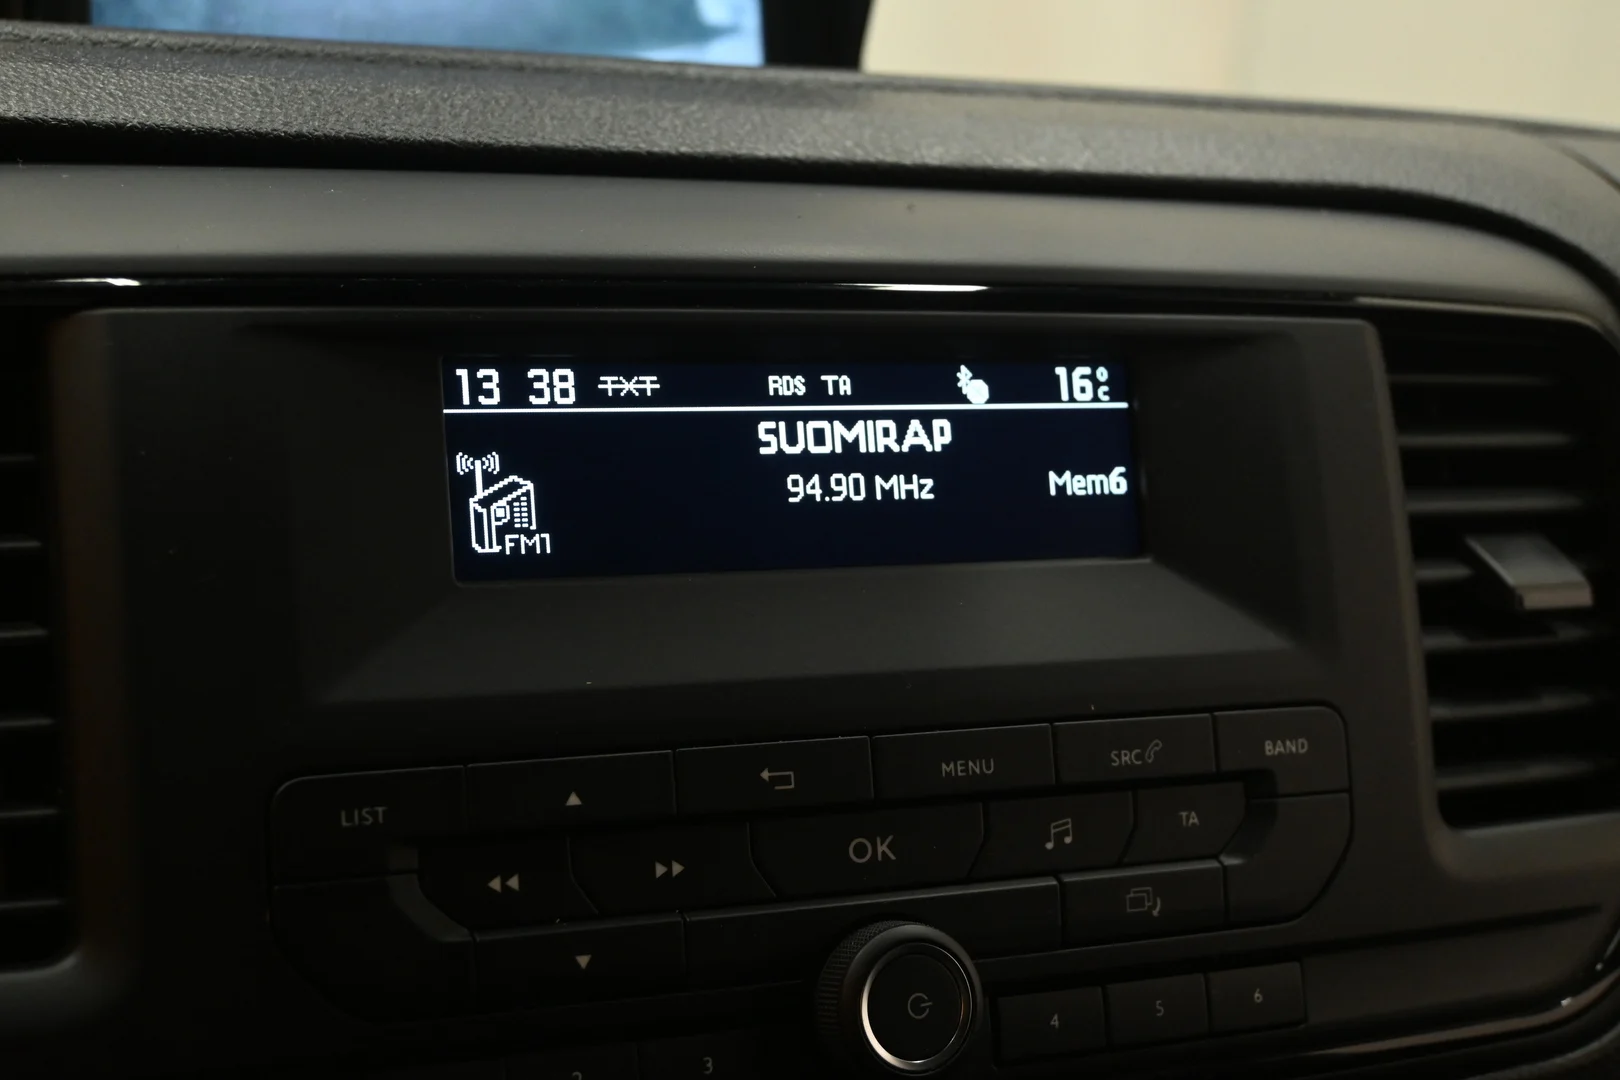 13 38 TXT RDS TA 16°C
SUOMIRAP
94.90 MHz Mem6
FM1
LIST MENU SRC BAND
OK TA
4 5 6
2 3